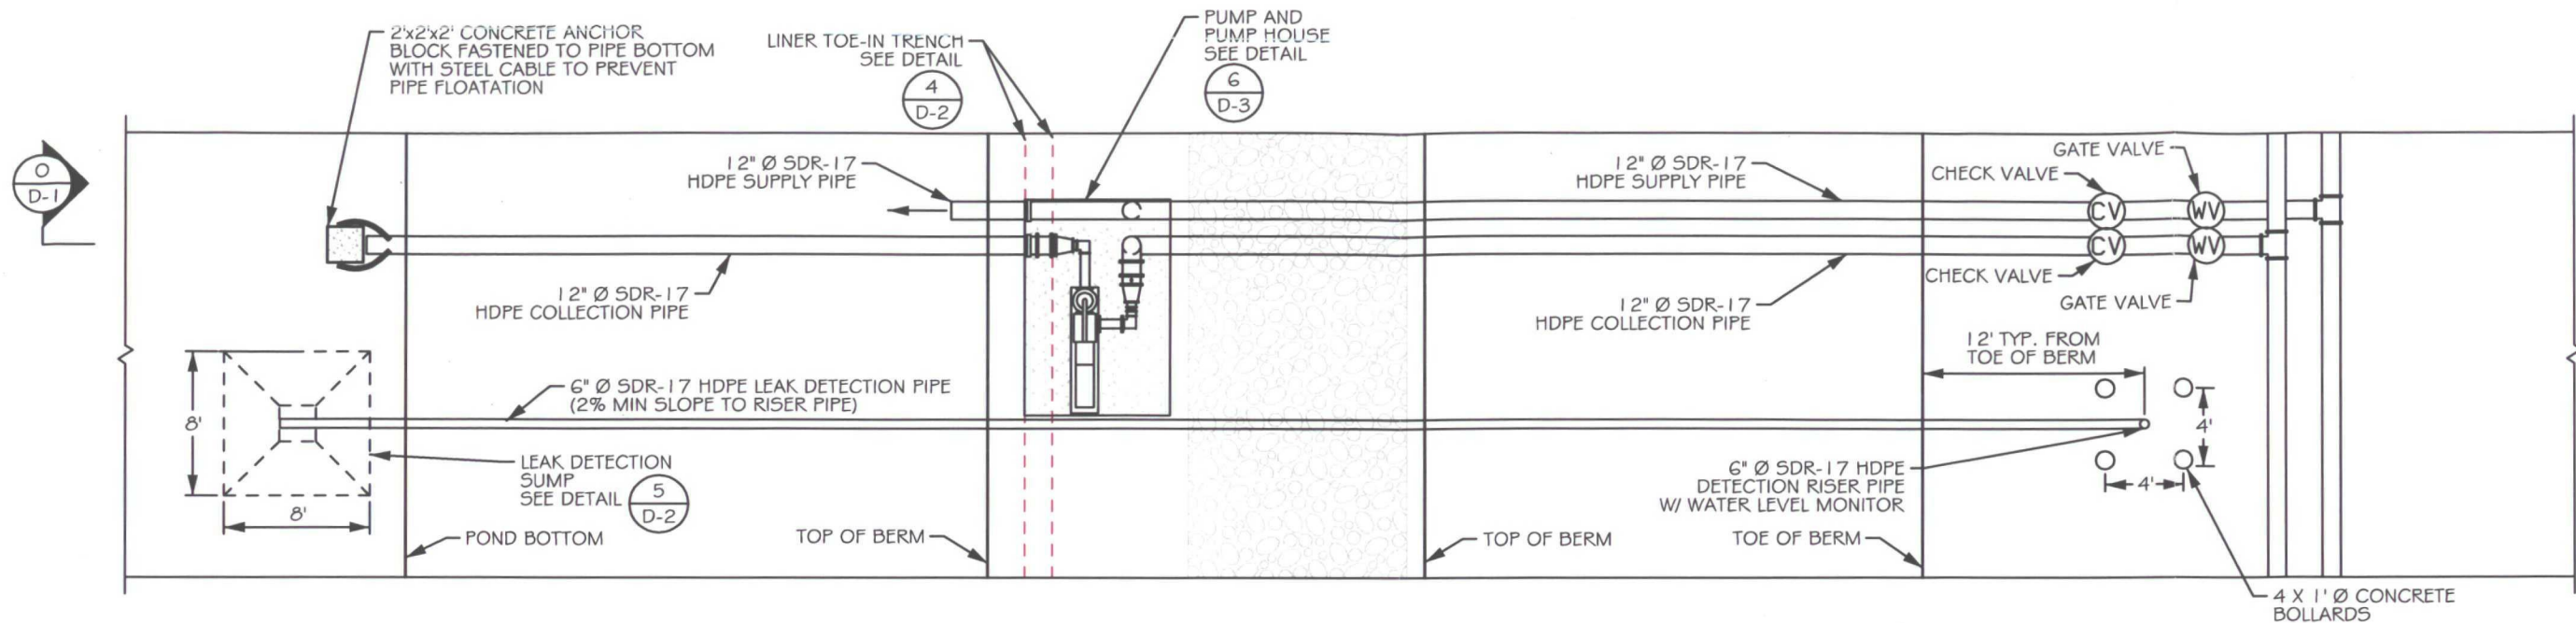 2'x2'x2' CONCRETE ANCHOR
BLOCK FASTENED TO PIPE BOTTOM
WITH STEEL CABLE TO PREVENT
PIPE FLOATATION
LINER TOE-IN TRENCH
SEE DETAIL
4
D-2
PUMP AND
PUMP HOUSE
SEE DETAIL
6
D-3
0
D-1
12" Ø SDR-17
HDPE SUPPLY PIPE
12" Ø SDR-17
HDPE SUPPLY PIPE
GATE VALVE
CHECK VALVE
CV
WV
CV
WV
CHECK VALVE
GATE VALVE
12" Ø SDR-17
HDPE COLLECTION PIPE
12" Ø SDR-17
HDPE COLLECTION PIPE
12' TYP. FROM
TOE OF BERM
6" Ø SDR-17 HDPE LEAK DETECTION PIPE
(2% MIN SLOPE TO RISER PIPE)
8'
8'
LEAK DETECTION
SUMP
SEE DETAIL
5
D-2
4'
4'
6" Ø SDR-17 HDPE
DETECTION RISER PIPE
W/ WATER LEVEL MONITOR
POND BOTTOM
TOP OF BERM
TOP OF BERM
TOE OF BERM
4 X 1' Ø CONCRETE
BOLLARDS